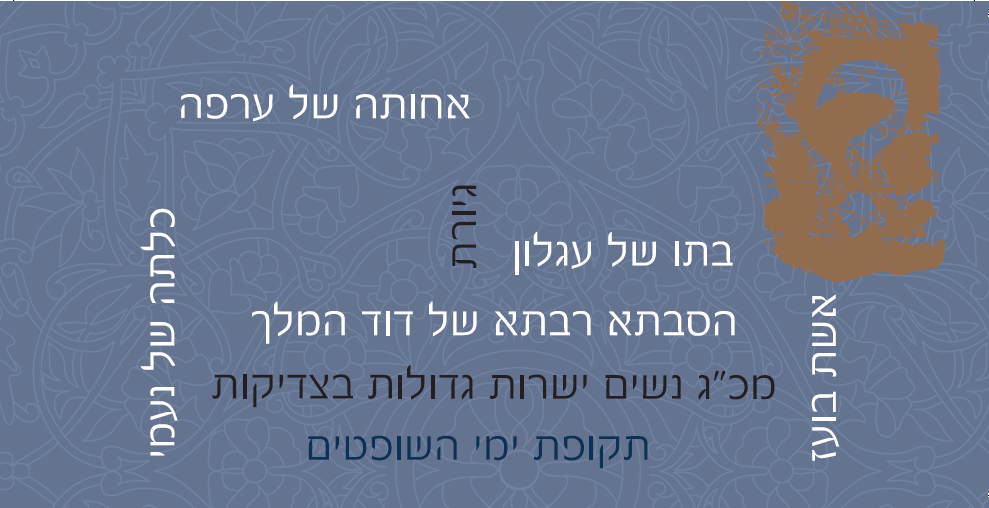 אחותה של ערפה
גיורת
בתו של עגלון
כלתה של נעמי
אשת בועז
הסבתא רבתא של דוד המלך
מכ״ג נשים ישרות גדולות בצדיקות
תקופת ימי השופטים